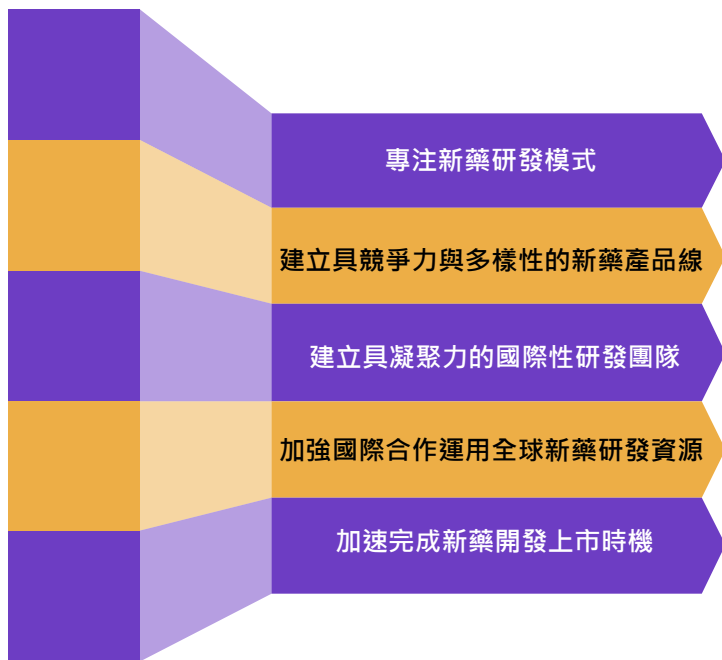 專注新藥研發模式
建立具競爭力與多樣性的新藥產品線
建立具凝聚力的國際性研發團隊
加強國際合作運用全球新藥研發資源
加速完成新藥開發上市時機